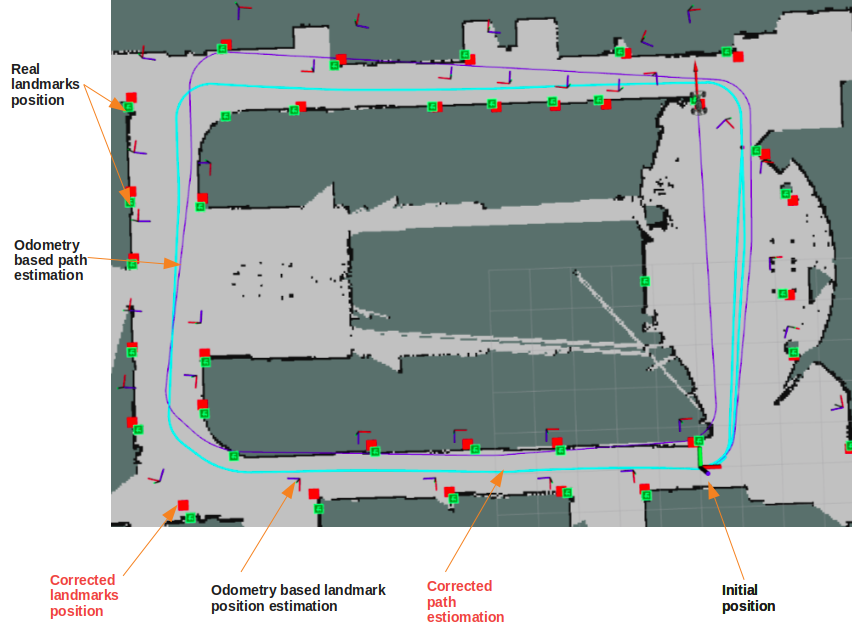 Real
landmarks
position
Odometry
based path
estimation
Corrected
landmarks
position
Odometry based landmark
position estimation
Corrected
path
estiomation
Initial
position